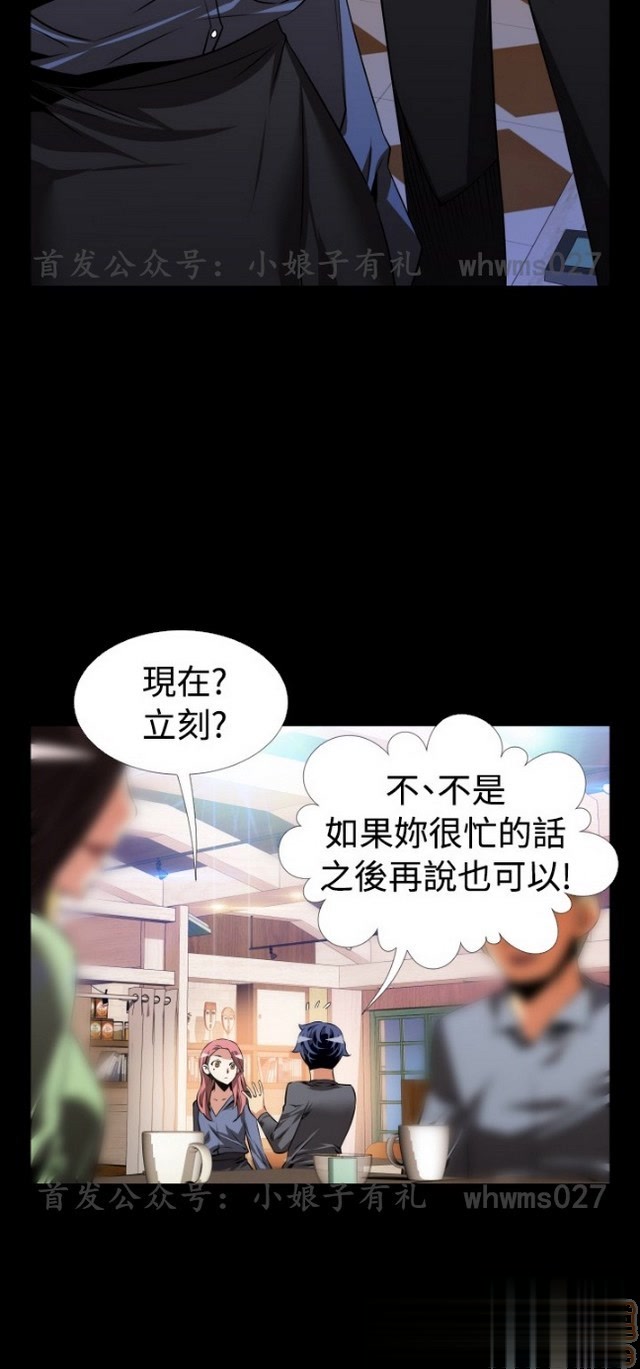 首发公众号：小娘子有礼 whwms027
現在?
立刻?
不、不是
如果妳很忙的話
之後再說也可以!
首发公众号：小娘子有礼 whwms027